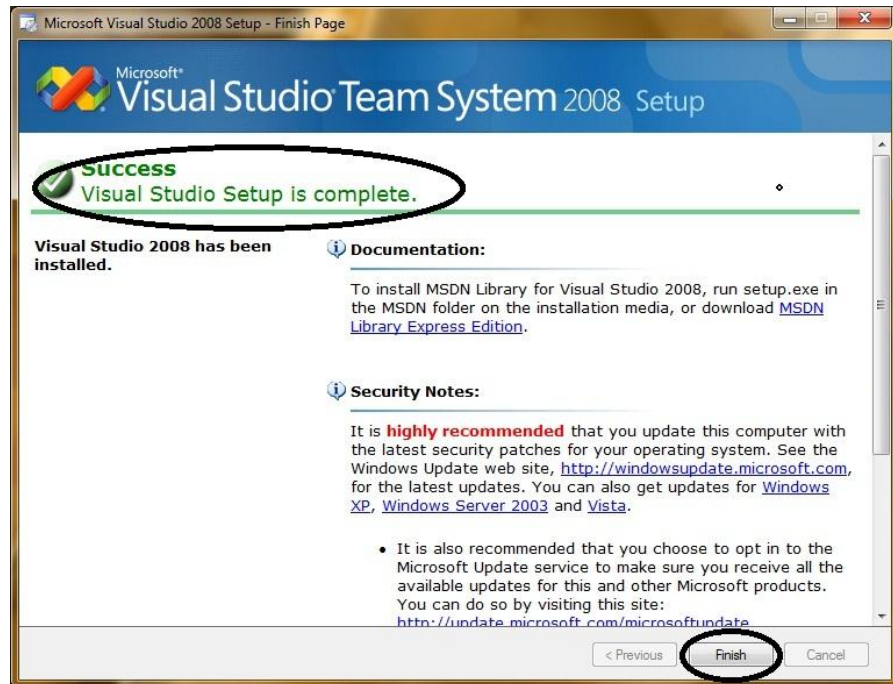 Microsoft Visual Studio 2008 Setup - Finish Page
Microsoft®
Visual Studio® Team System 2008 Setup
Success
Visual Studio Setup is complete.
Visual Studio 2008 has been
installed.
Documentation:
To install MSDN Library for Visual Studio 2008, run setup.exe in
the MSDN folder on the installation media, or download MSDN
Library Express Edition.
Security Notes:
It is highly recommended that you update this computer with
the latest security patches for your operating system. See the
Windows Update web site, http://windowsupdate.microsoft.com,
for the latest updates. You can also get updates for Windows
XP, Windows Server 2003 and Vista.
• It is also recommended that you choose to opt in to the
Microsoft Update service to make sure you receive all the
available updates for this and other Microsoft products.
You can do so by visiting this site:
http://update.microsoft.com/microsoftupdate
< Previous
Finish
Cancel